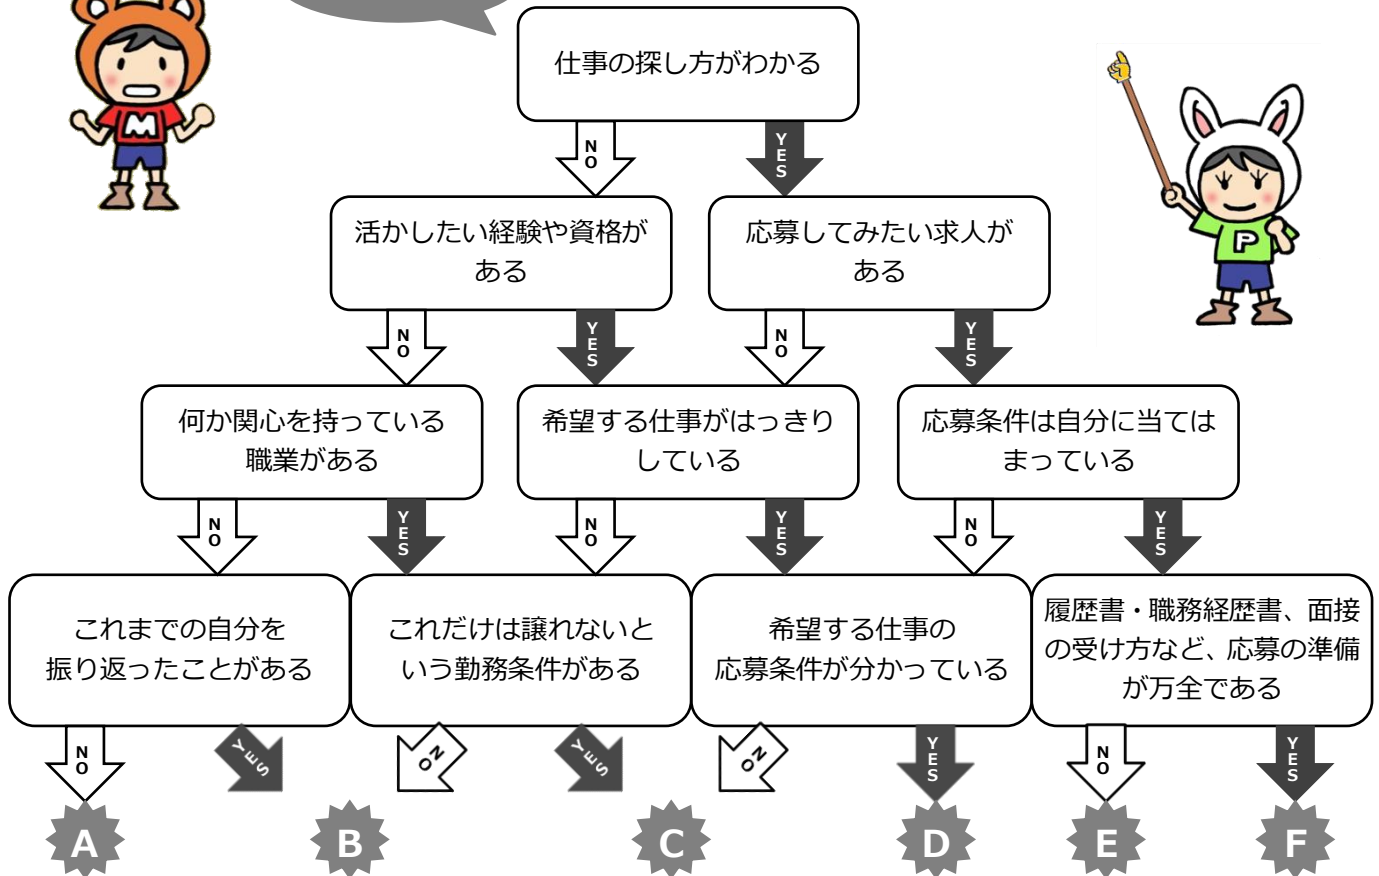 仕事の探し方がわかる
M
NO
YES
P
活かしたい経験や資格が
ある
応募してみたい求人が
ある
NO
YES
NO
YES
何か関心を持っている
職業がある
希望する仕事がはっきり
している
応募条件は自分に当ては
まっている
NO
YES
NO
YES
NO
YES
これまでの自分を
振り返ったことがある
これだけは譲れないと
いう勤務条件がある
希望する仕事の
応募条件が分かっている
履歴書・職務経歴書、面接
の受け方など、応募の準備
が万全である
NO
YES
NO
YES
NO
YES
NO
YES
A
B
C
D
E
F